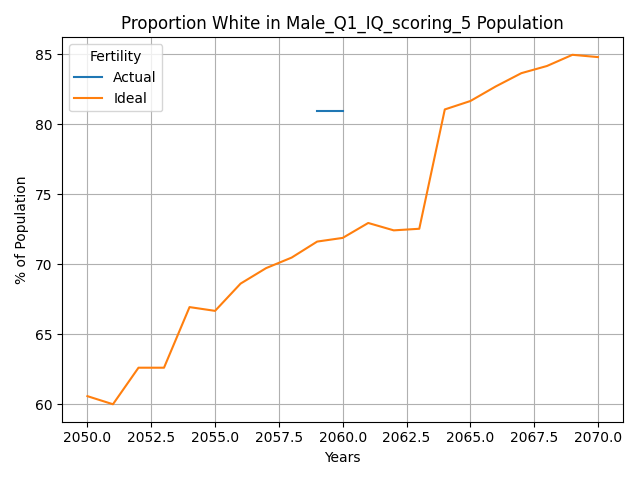 Proportion White in Male_Q1_IQ_scoring_5 Population
Fertility
Actual
Ideal
85
80
75
70
65
60
% of Population
2050.0 2052.5 2055.0 2057.5 2060.0 2062.5 2065.0 2067.5 2070.0
Years